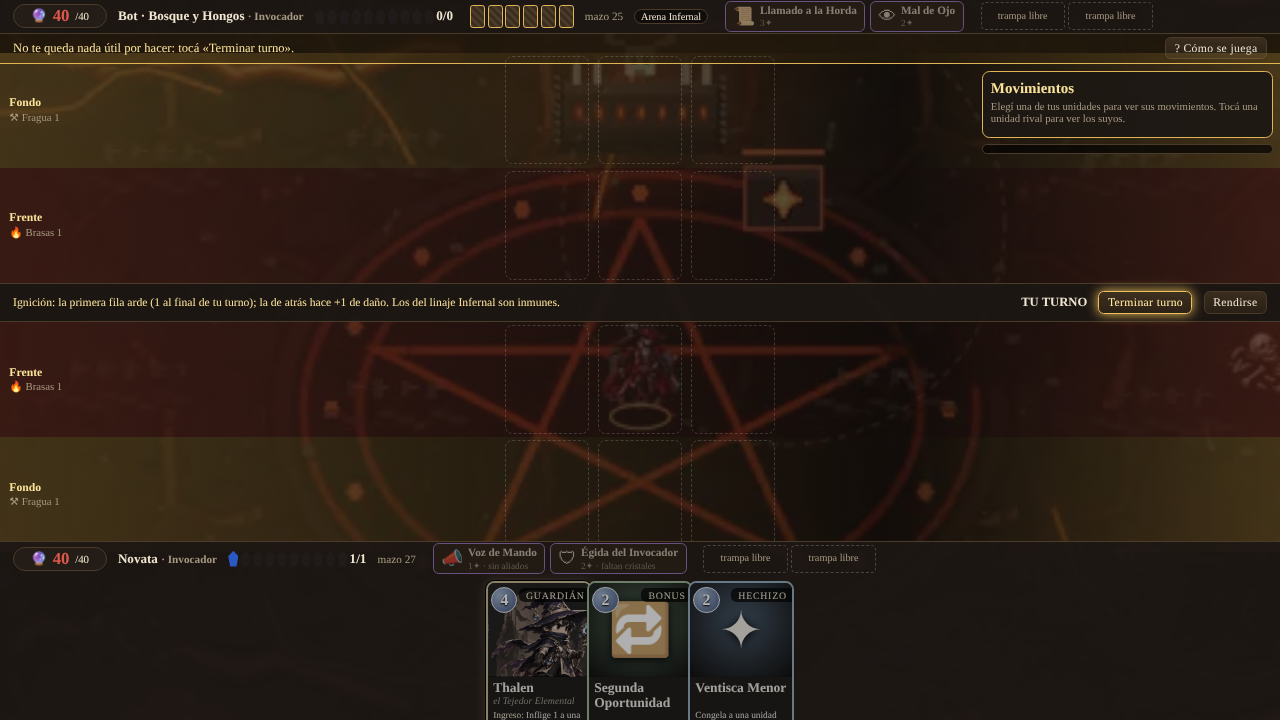 40 /40 Bot · Bosque y Hongos · Invocador 0/0 mazo 25 Arena Infernal
Llamado a la Horda
3✦
Mal de Ojo
2✦
trampa libre trampa libre
No te queda nada útil por hacer: tocá «Terminar turno».
? Cómo se juega
Fondo
⚒ Fragua 1
Movimientos
Elegí una de tus unidades para ver sus movimientos. Tocá una
unidad rival para ver los suyos.
Frente
🔥 Brasas 1
Ignición: la primera fila arde (1 al final de tu turno); la de atrás hace +1 de daño. Los del linaje Infernal son inmunes.
TU TURNO Terminar turno Rendirse
Frente
🔥 Brasas 1
Fondo
⚒ Fragua 1
40 /40 Novata · Invocador 1/1 mazo 27
Voz de Mando
1✦ · sin aliados
Égida del Invocador
2✦ · faltan cristales
trampa libre trampa libre
4 GUARDIÁN
Thalen
el Tejedor Elemental
Ingreso: Inflige 1 a una
2 BONUS
Segunda
Oportunidad
2 HECHIZO
Ventisca Menor
Congela a una unidad